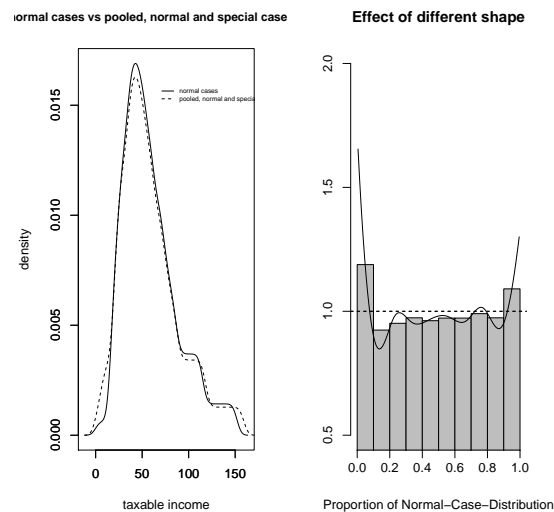 normal cases vs pooled, normal and special case
density
0.000
0.005
0.010
0.015
normal cases
pooled, normal and specia
0
50
100
150
taxable income
Effect of different shape
0.5
1.0
1.5
2.0
0.0
0.2
0.4
0.6
0.8
1.0
Proportion of Normal−Case−Distribution